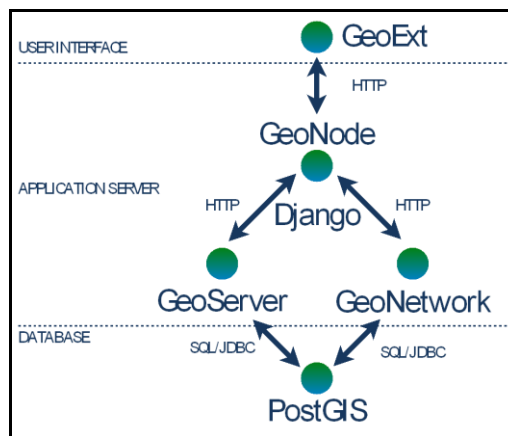 GeoExt
USER INTERFACE
HTTP
GeoNode
APPLICATION SERVER
HTTP
HTTP
Django
GeoServer
GeoNetwork
DATABASE
SQL/JDBC
SQL/JDBC
PostGIS